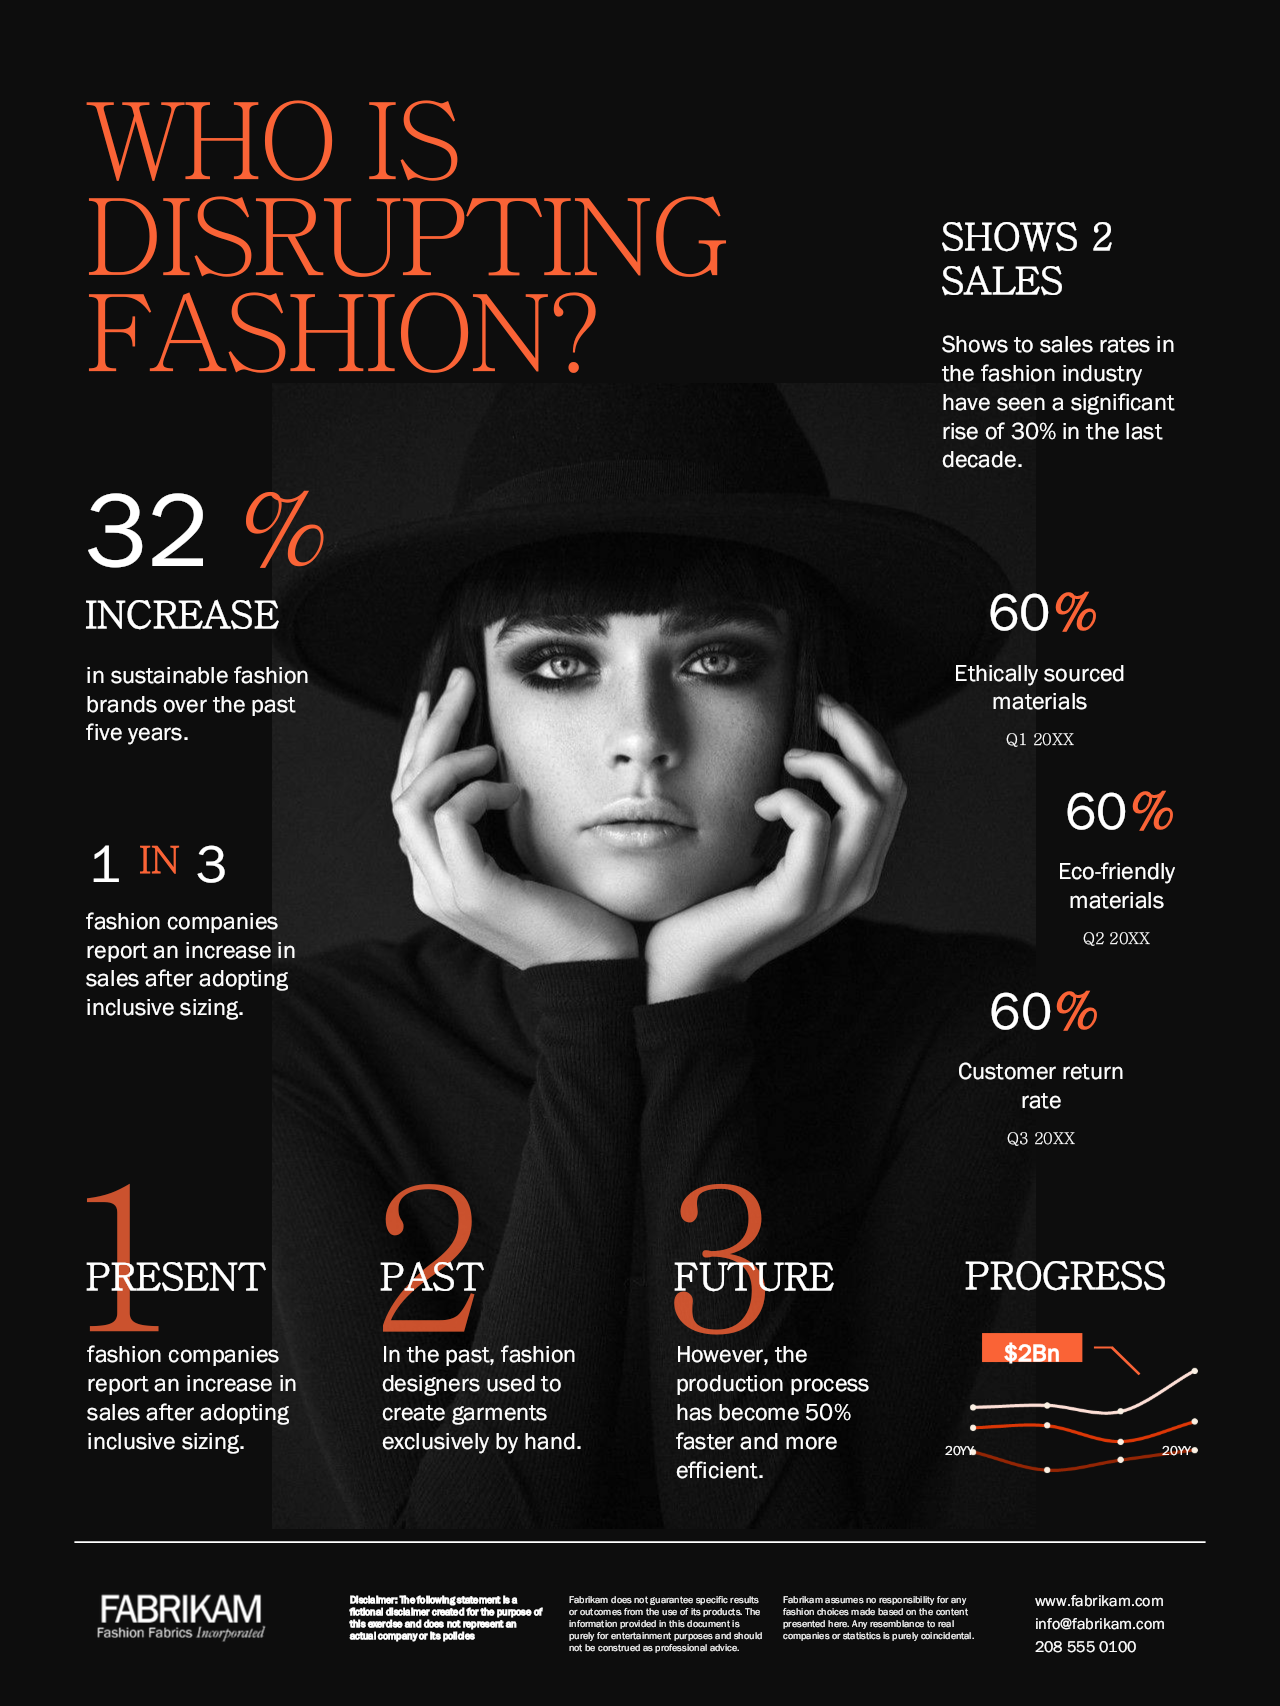 WHO IS
DISRUPTING
FASHION?
SHOWS 2
SALES
Shows to sales rates in
the fashion industry
have seen a significant
rise of 30% in the last
decade.
32 %
INCREASE
in sustainable fashion
brands over the past
five years.
1 IN 3
fashion companies
report an increase in
sales after adopting
inclusive sizing.
60%
Ethically sourced
materials
Q1 20XX
60%
Eco-friendly
materials
Q2 20XX
60%
Customer return
rate
Q3 20XX
1
PRESENT
fashion companies
report an increase in
sales after adopting
inclusive sizing.
2
PAST
In the past, fashion
designers used to
create garments
exclusively by hand.
3
FUTURE
However, the
production process
has become 50%
faster and more
efficient.
PROGRESS
$2Bn
20YY
20YY
FABRIKAM
Fashion Fabrics Incorporated
Disclaimer: The following statement is a
fictional disclaimer created for the purpose of
this exercise and does not represent an
actual company or its policies
Fabrikam does not guarantee specific results
or outcomes from the use of its products. The
information provided in this document is
purely for entertainment purposes and should
not be construed as professional advice.
Fabrikam assumes no responsibility for any
fashion choices made based on the content
presented here. Any resemblance to real
companies or statistics is purely coincidental.
www.fabrikam.com
info@fabrikam.com
208 555 0100